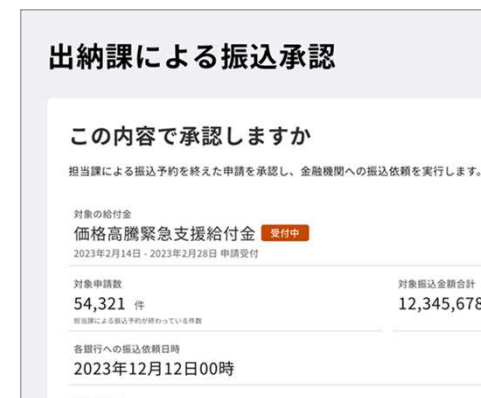 出納課による振込承認
この内容で承認しますか
担当課による振込予約を終えた申請を承認し、金融機関への振込依頼を実行します。
対象の給付金
価格高騰緊急支援給付金 受付中
2023年2月14日 - 2023年2月28日 申請受付
対象申請数
54,321 件
担当課による振込予約が終わっている件数
対象振込金額合計
12,345,678
各銀行への振込依頼日時
2023年12月12日00時